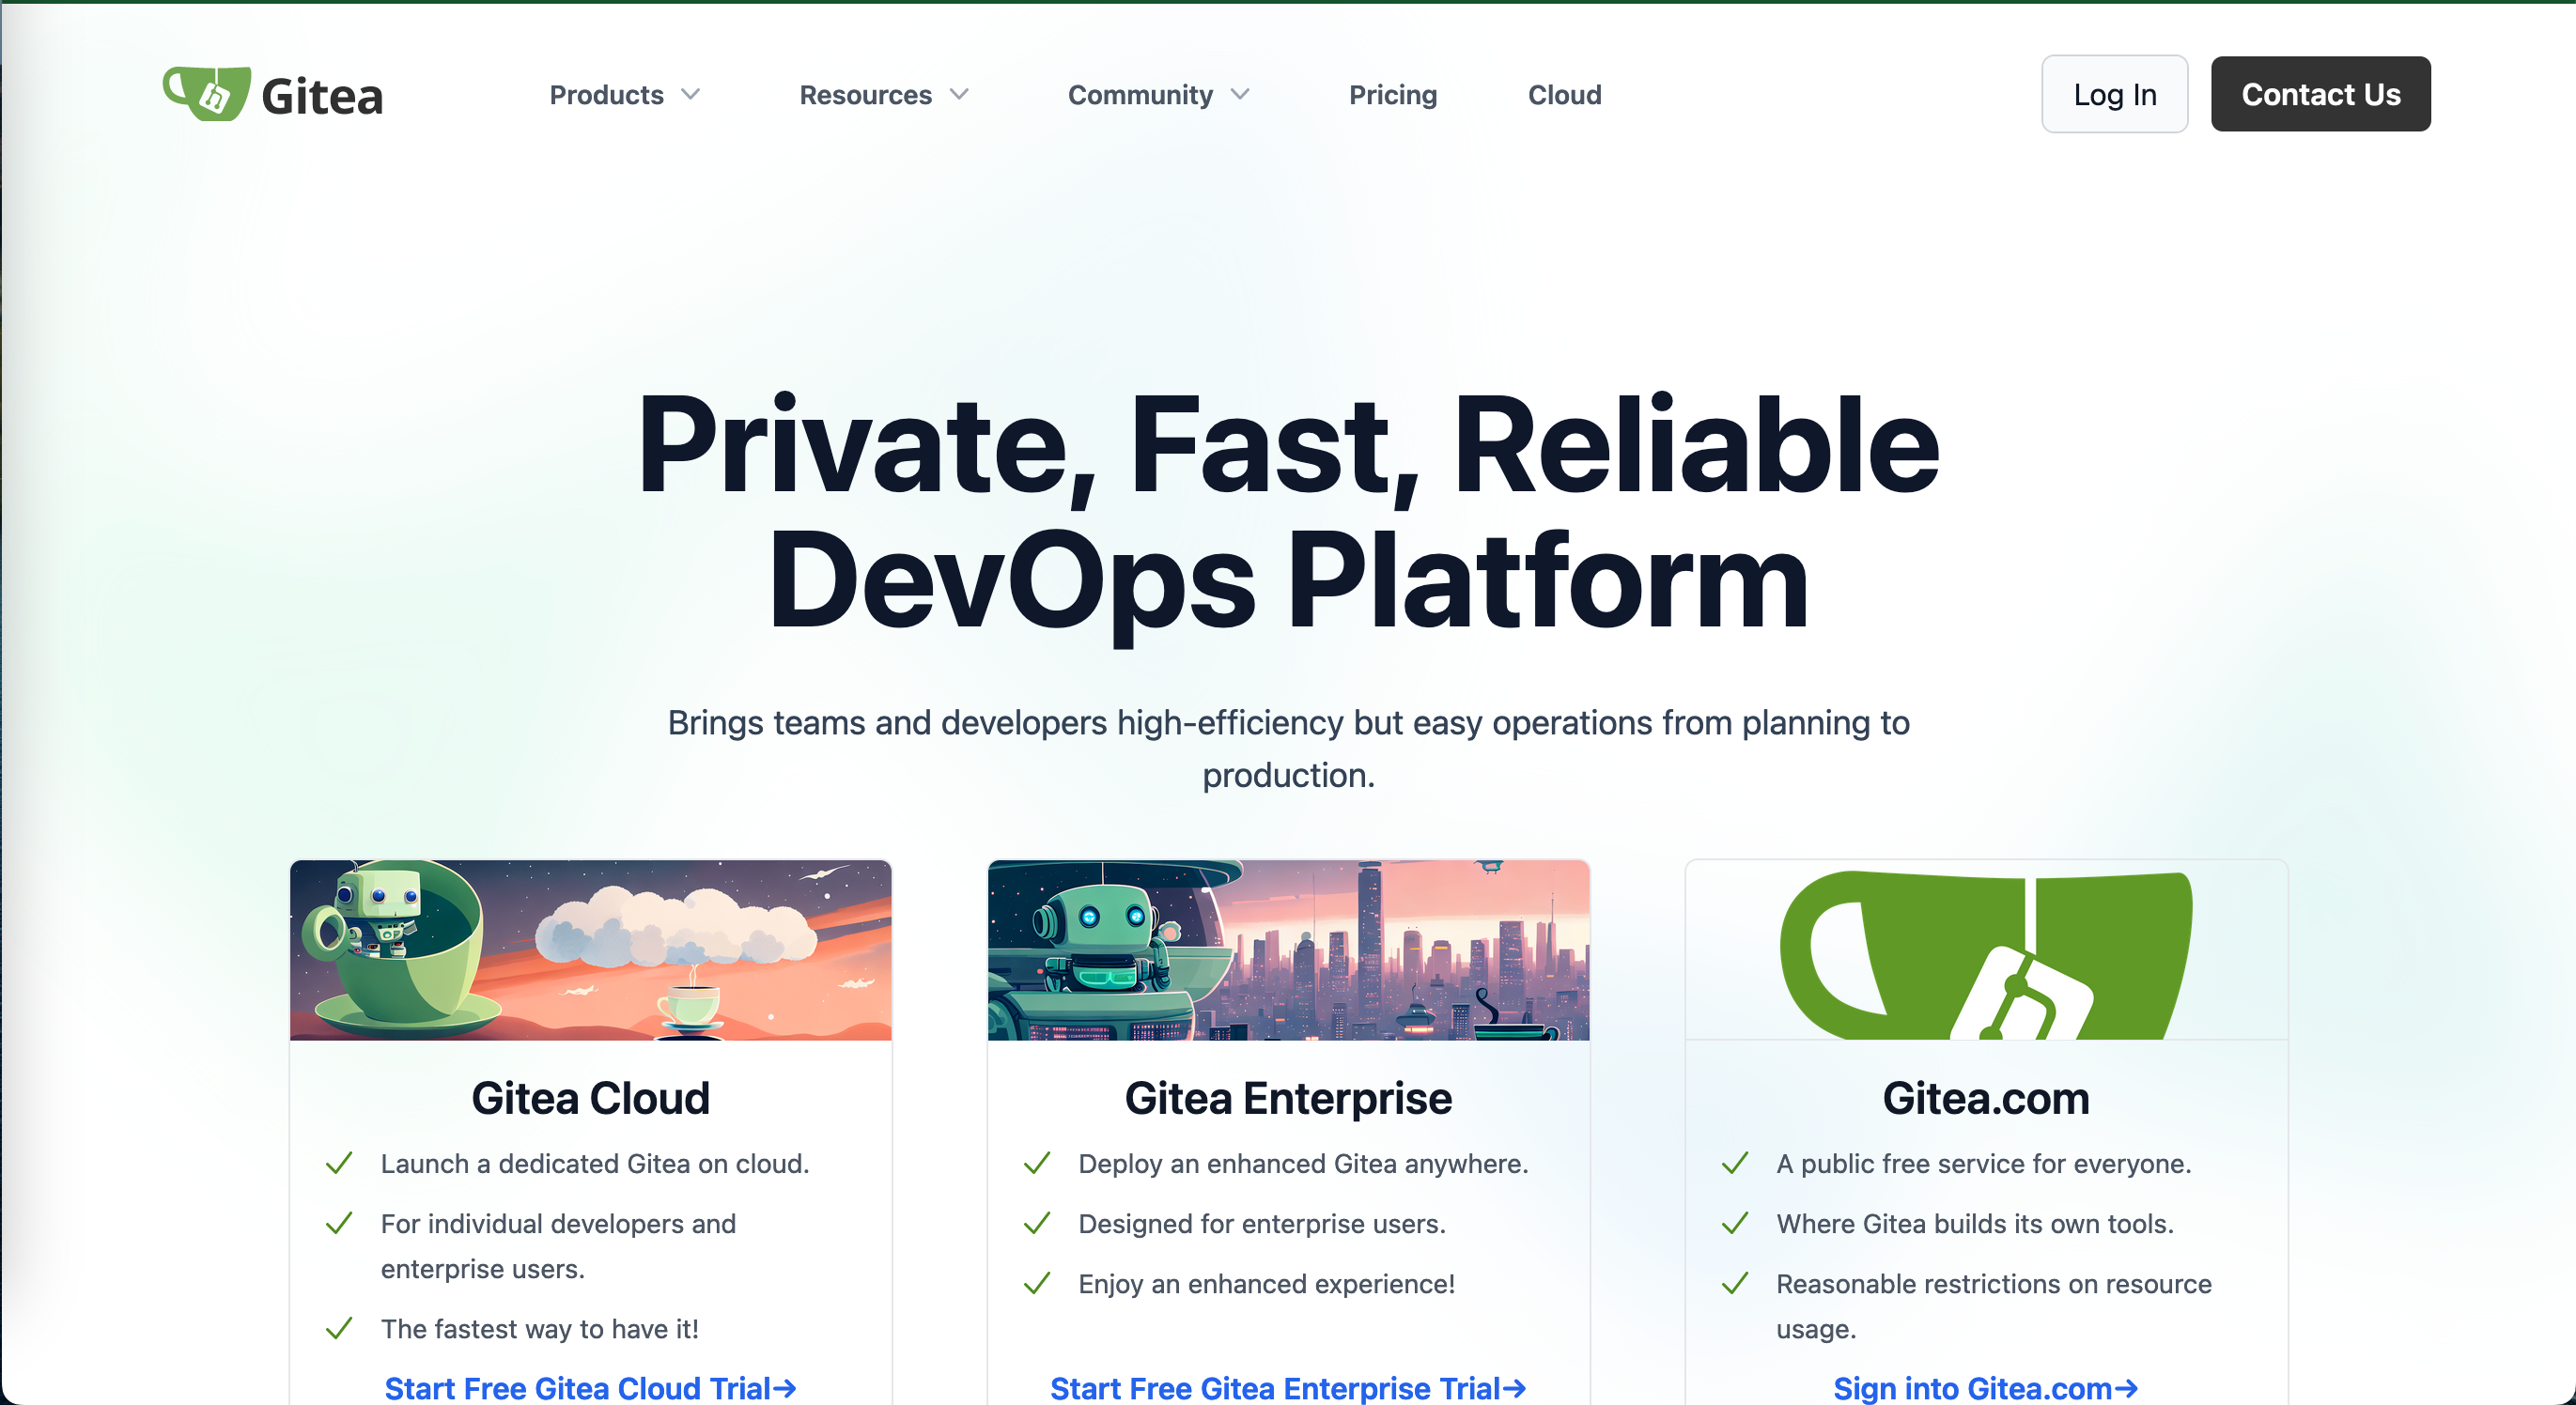 Gitea
Products
Resources
Community
Pricing
Cloud
Log In
Contact Us
Private, Fast, Reliable
DevOps Platform
Brings teams and developers high-efficiency but easy operations from planning to
production.
Gitea Cloud
Launch a dedicated Gitea on cloud.
For individual developers and
enterprise users.
The fastest way to have it!
Start Free Gitea Cloud Trial→
Gitea Enterprise
Deploy an enhanced Gitea anywhere.
Designed for enterprise users.
Enjoy an enhanced experience!
Start Free Gitea Enterprise Trial→
Gitea.com
A public free service for everyone.
Where Gitea builds its own tools.
Reasonable restrictions on resource
usage.
Sign into Gitea.com→